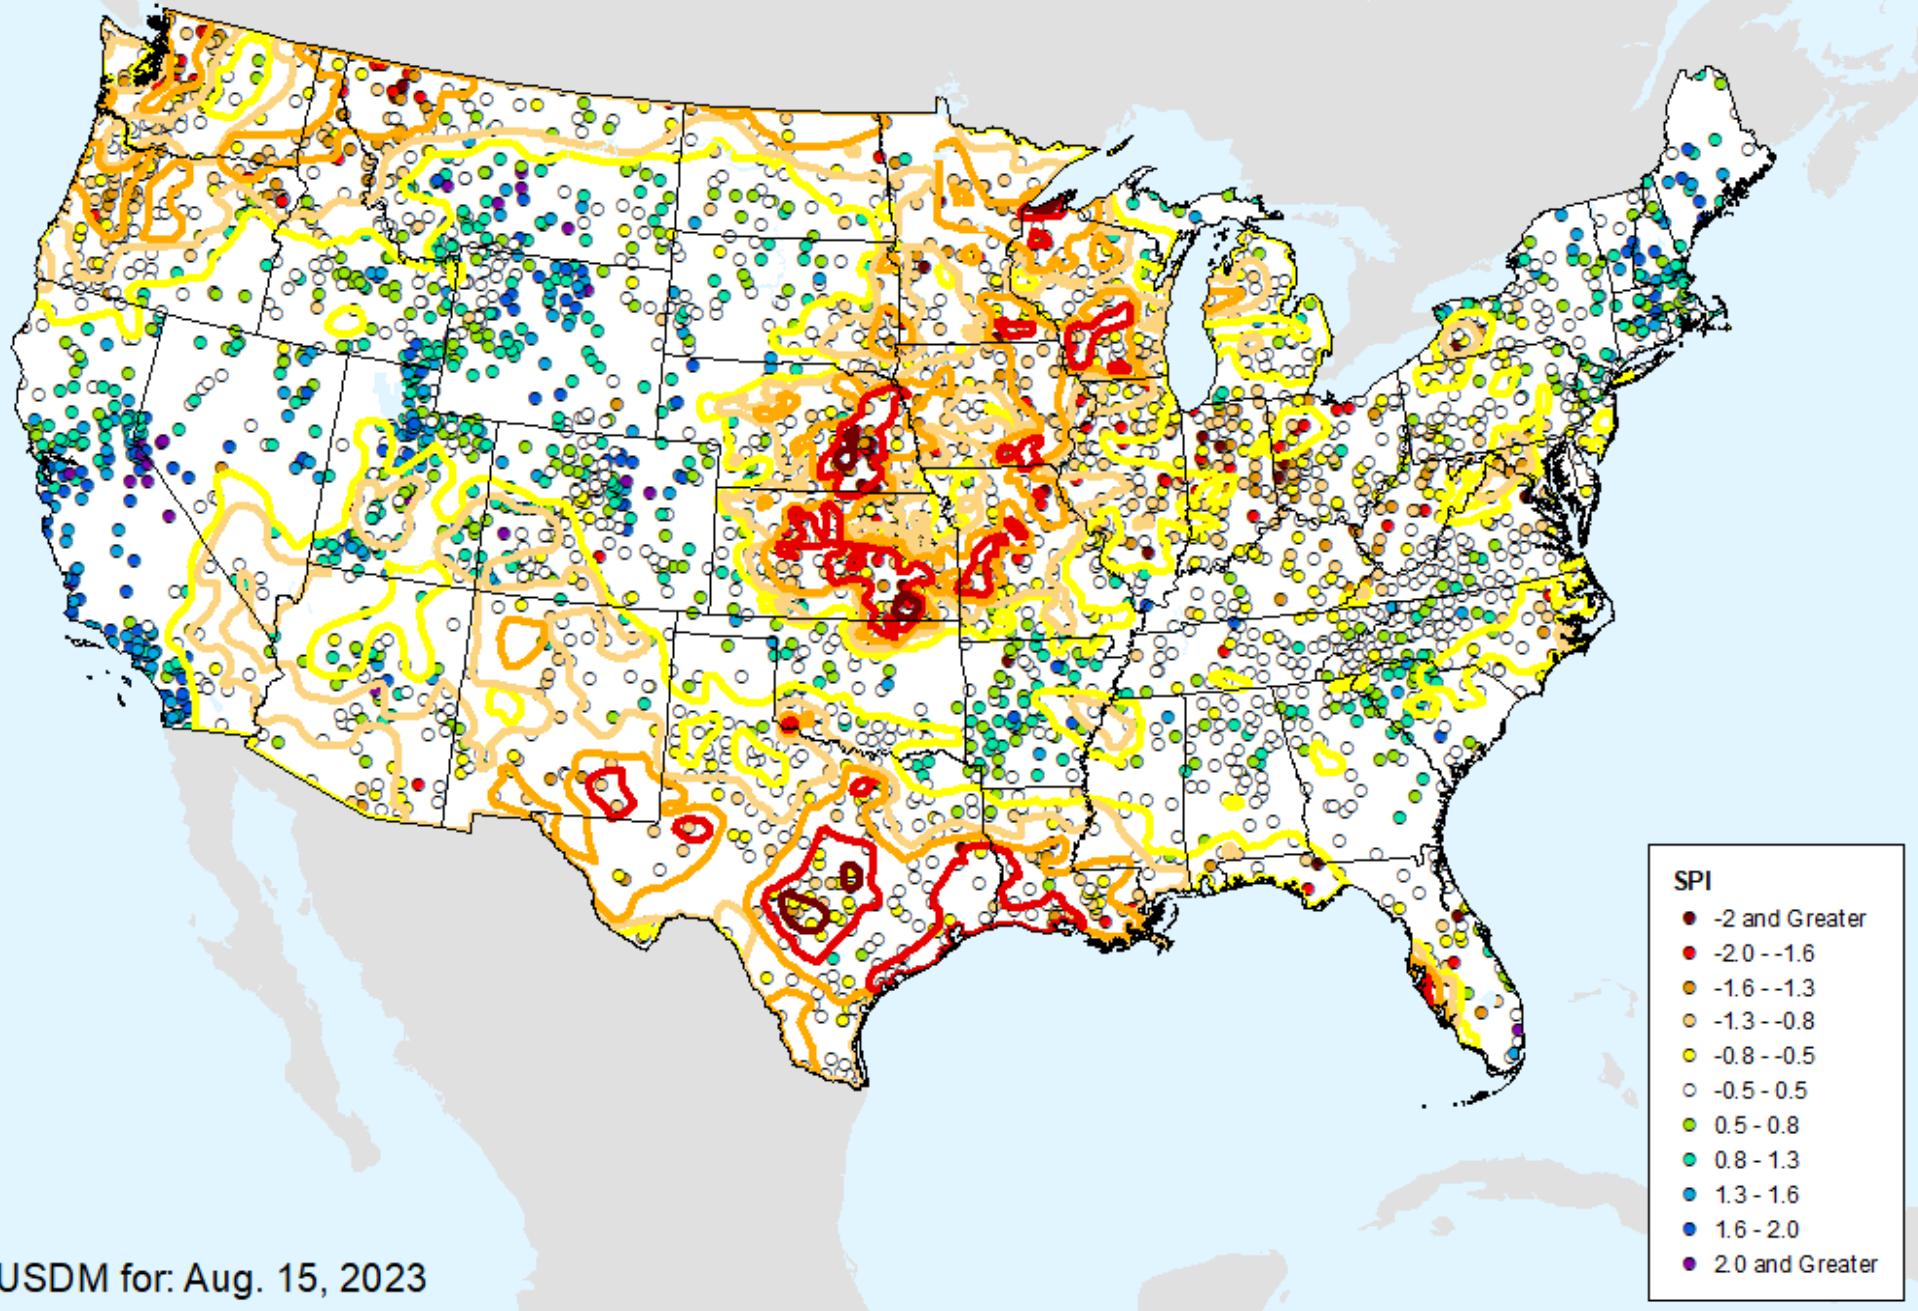 SPI
-2 and Greater
-2.0 - -1.6
-1.6 - -1.3
-1.3 - -0.8
-0.8 - -0.5
-0.5 - 0.5
0.5 - 0.8
0.8 - 1.3
1.3 - 1.6
1.6 - 2.0
2.0 and Greater
USDM for: Aug. 15, 2023